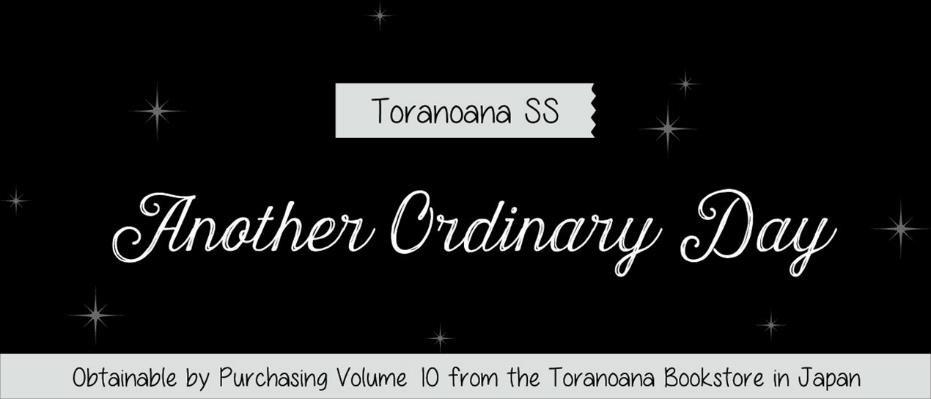 Toranoana SS
Another Ordinary Day
Obtainable by Purchasing Volume 10 from the Toranoana Bookstore in Japan